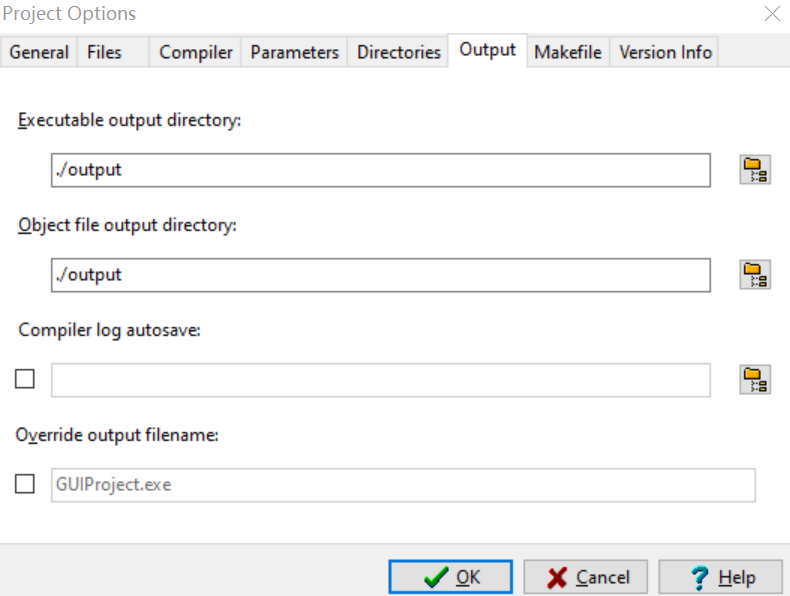 Project Options
General Files Compiler Parameters Directories Output Makefile Version Info
Executable output directory:
./output
Object file output directory:
./output
Compiler log autosave:
Override output filename:
GUIProject.exe
OK Cancel Help